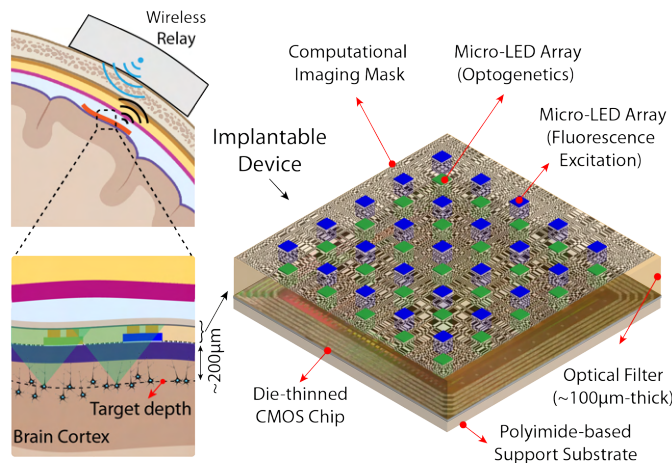 Wireless
Relay
Computational
Imaging Mask
Micro-LED Array
(Optogenetics)
Micro-LED Array
(Fluorescence
Excitation)
Implantable
Device
~200µm
Target depth
Brain Cortex
Die-thinned
CMOS Chip
Optical Filter
(~100µm-thick)
Polyimide-based
Support Substrate